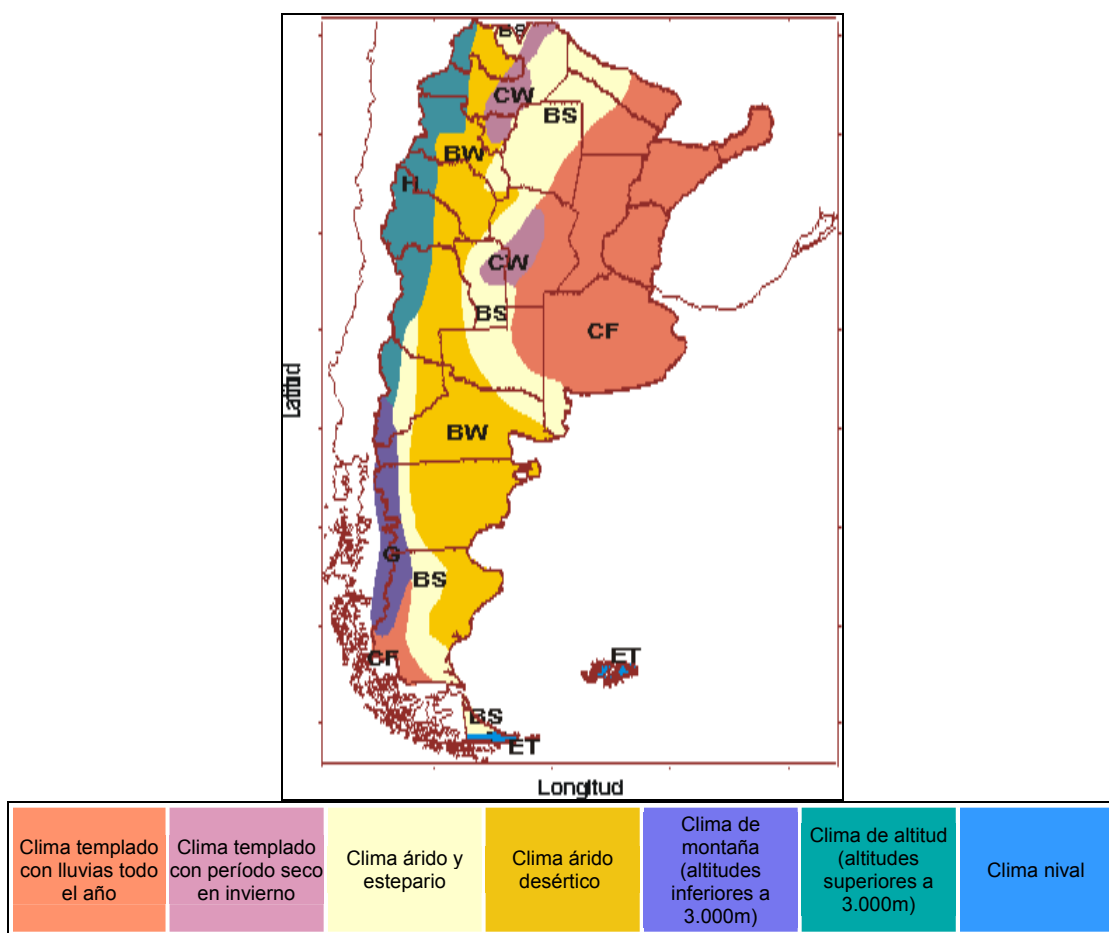 BS
CW
BS
BW
H
CW
BS
CF
Latitud
BW
G
BS
CF
ET
BS
ET
Longitud
Clima templado
con lluvias todo
el año
Clima templado
con período seco
en invierno
Clima árido y
estepario
Clima árido
desértico
Clima de
montaña
(altitudes
inferiores a
3.000m)
Clima de altitud
(altitudes
superiores a
3.000m)
Clima nival